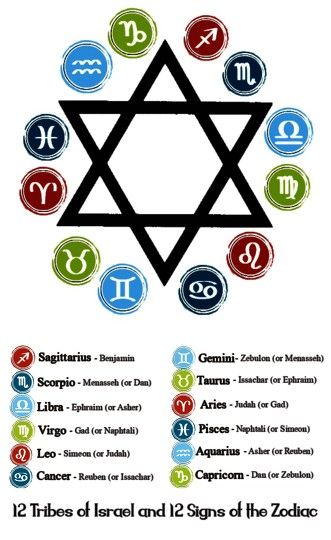 Sagittarius - Benjamin
Scorpio - Menasseh (or Dan)
Libra - Ephraim (or Asher)
Virgo - Gad (or Naphtali)
Leo - Simeon (or Judah)
Cancer - Reuben (or Issachar)
Gemini- Zebulon (or Menasseh)
Taurus - Issachar (or Ephraim)
Aries - Judah (or Gad)
Pisces - Naphtali (or Simeon)
Aquarius - Asher (or Reuben)
Capricorn - Dan (or Zebulon)
12 Tribes of Israel and 12 Signs of the Zodiac